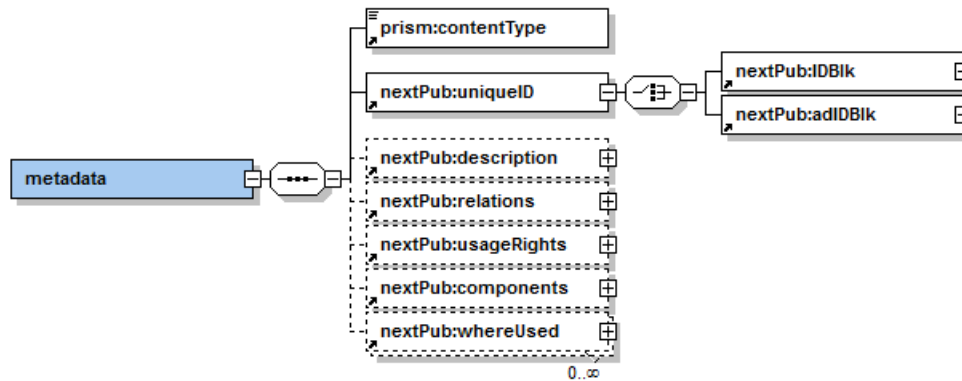 prism:contentType
nextPub:uniqueID
nextPub:IDBlk
nextPub:adIDBlk
nextPub:description
metadata
nextPub:relations
nextPub:usageRights
nextPub:components
nextPub:whereUsed
0..∞